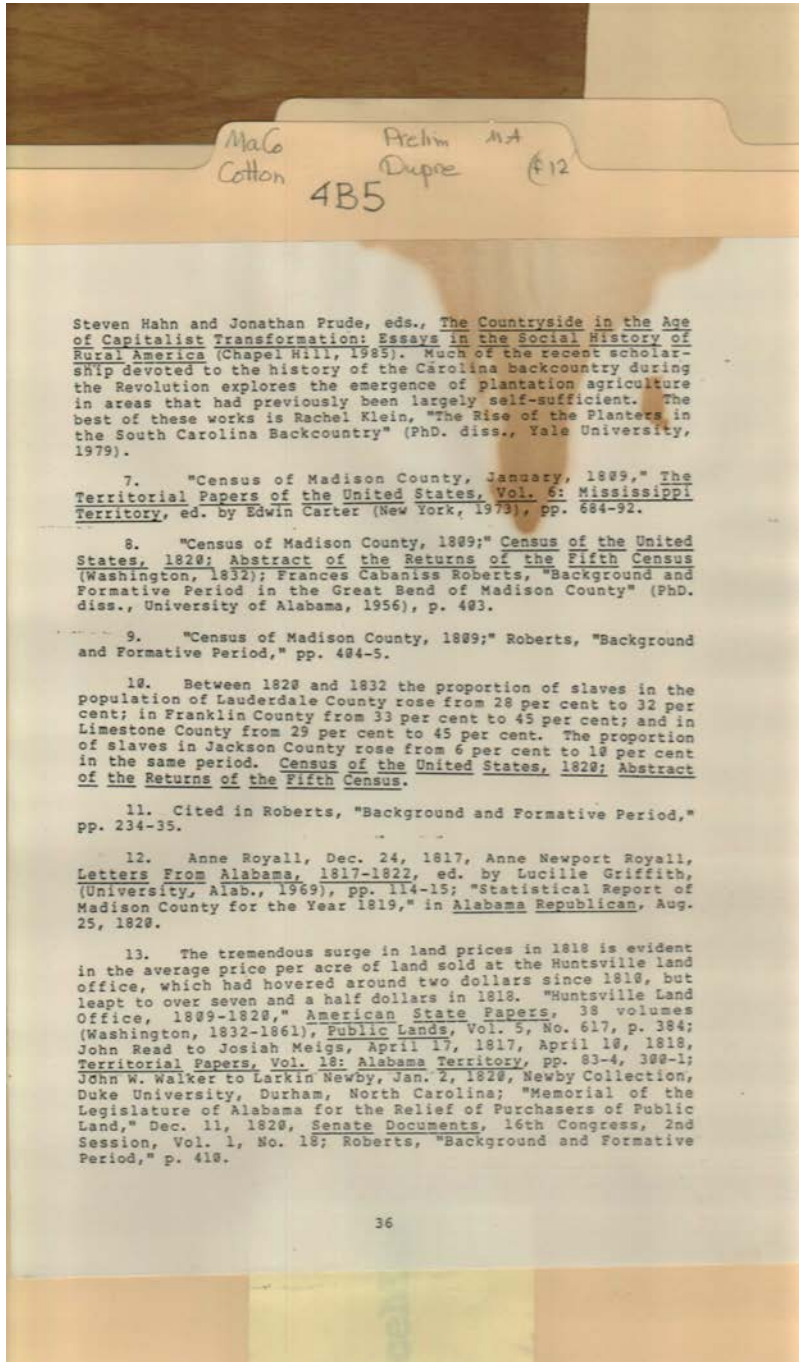 MaCo Prelim MA
Cotton Dupre F12
4B5
Steven Hahn and Jonathan Prude, eds., The Countryside in the Age
of Capitalist Transformation: Essays in the Social History of
Rural America (Chapel Hill, 1985). Much of the recent scholar-
ship devoted to the history of the Carolina backcountry during
the Revolution explores the emergence of plantation agriculture
in areas that had previously been largely self-sufficient. The
best of these works is Rachel Klein, "The Rise of the Planters in
the South Carolina Backcountry" (PhD. diss., Yale University,
1979).
7. "Census of Madison County, January, 1809," The
Territorial Papers of the United States, Vol. 6: Mississippi
Territory, ed. by Edwin Carter (New York, 1973), pp. 684-92.
8. "Census of Madison County, 1809;" Census of the United
States, 1820; Abstract of the Returns of the Fifth Census
(Washington, 1832); Frances Cabaniss Roberts, "Background and
Formative Period in the Great Bend of Madison County" (PhD.
diss., University of Alabama, 1956), p. 403.
9. "Census of Madison County, 1809;" Roberts, "Background
and Formative Period," pp. 404-5.
10. Between 1820 and 1832 the proportion of slaves in the
population of Lauderdale County rose from 28 per cent to 32 per
cent; in Franklin County from 33 per cent to 45 per cent; and in
Limestone County from 29 per cent to 45 per cent. The proportion
of slaves in Jackson County rose from 6 per cent to 10 per cent
in the same period. Census of the United States, 1820; Abstract
of the Returns of the Fifth Census.
11. Cited in Roberts, "Background and Formative Period,"
pp. 234-35.
12. Anne Royall, Dec. 24, 1817, Anne Newport Royall,
Letters From Alabama, 1817-1822, ed. by Lucille Griffith,
(University, Alab., 1969), pp. 114-15; "Statistical Report of
Madison County for the Year 1819," in Alabama Republican, Aug.
25, 1820.
13. The tremendous surge in land prices in 1818 is evident
in the average price per acre of land sold at the Huntsville land
office, which had hovered around two dollars since 1810, but
leapt to over seven and a half dollars in 1818. "Huntsville Land
Office, 1809-1820," American State Papers, 38 volumes
(Washington, 1832-1861), Public Lands, Vol. 5, No. 617, p. 384;
John Read to Josiah Meigs, April 17, 1817, April 10, 1818,
Territorial Papers, Vol. 18: Alabama Territory, pp. 83-4, 300-1;
John W. Walker to Larkin Newby, Jan. 2, 1820, Newby Collection,
Duke University, Durham, North Carolina; "Memorial of the
Legislature of Alabama for the Relief of Purchasers of Public
Land," Dec. 11, 1820, Senate Documents, 16th Congress, 2nd
Session, Vol. 1, No. 18; Roberts, "Background and Formative
Period," p. 410.
36